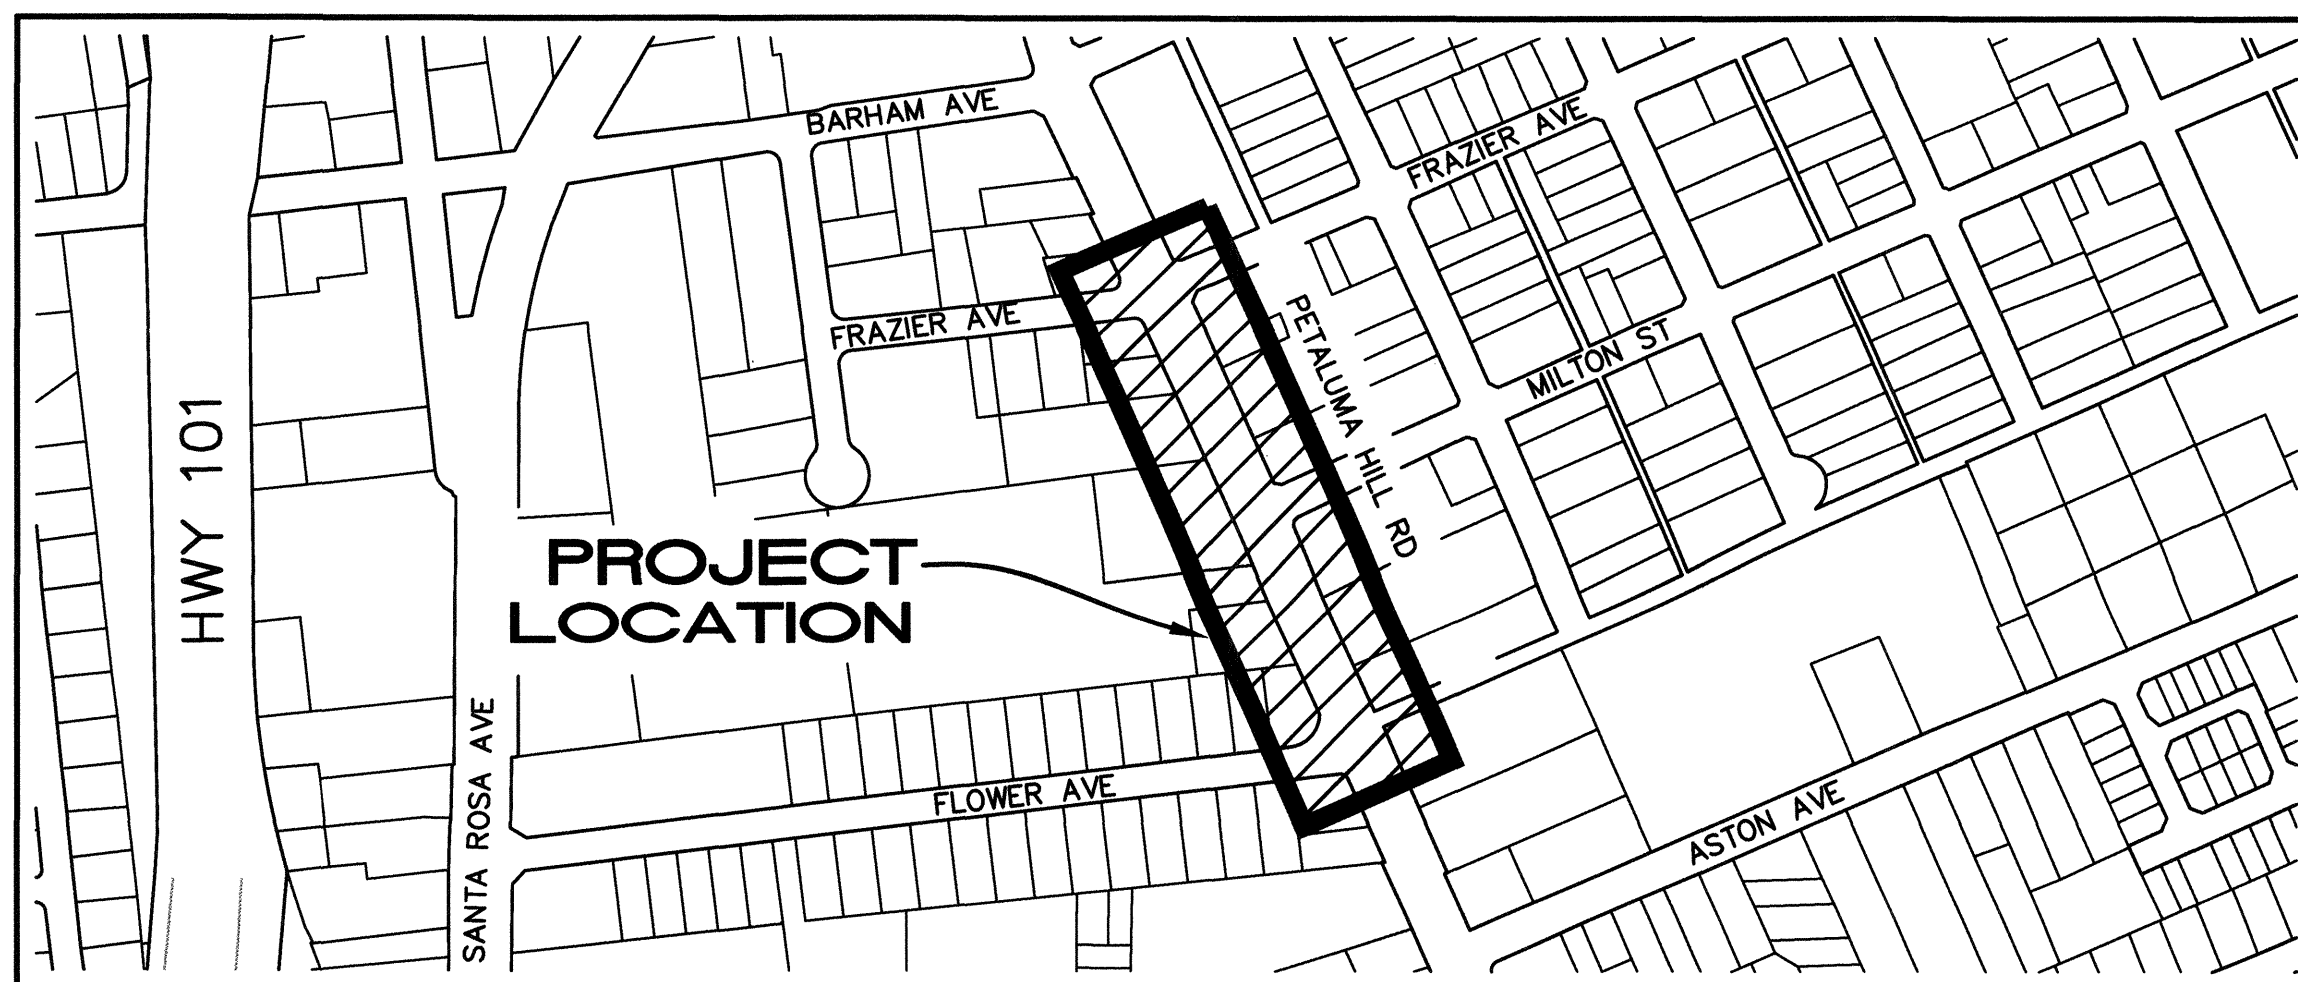 BARHAM AVE
FRAZIER AVE
FRAZIER AVE
PETALUMA HILL RD
MILTON ST
HWY 101
PROJECT
LOCATION
SANTA ROSA AVE
FLOWER AVE
ASTON AVE